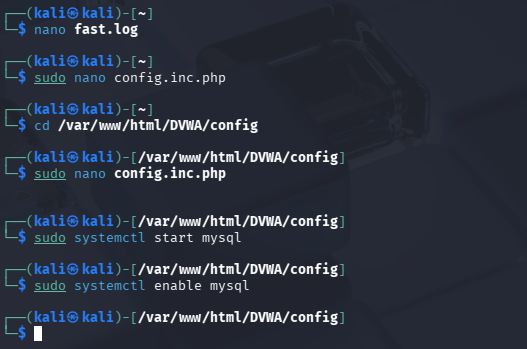 ┌──(kali㉿kali)-[~]
└─$ nano fast.log
┌──(kali㉿kali)-[~]
└─$ sudo nano config.inc.php
┌──(kali㉿kali)-[~]
└─$ cd /var/www/html/DVWA/config
┌──(kali㉿kali)-[/var/www/html/DVWA/config]
└─$ sudo nano config.inc.php
┌──(kali㉿kali)-[/var/www/html/DVWA/config]
└─$ sudo systemctl start mysql
┌──(kali㉿kali)-[/var/www/html/DVWA/config]
└─$ sudo systemctl enable mysql
┌──(kali㉿kali)-[/var/www/html/DVWA/config]
└─$